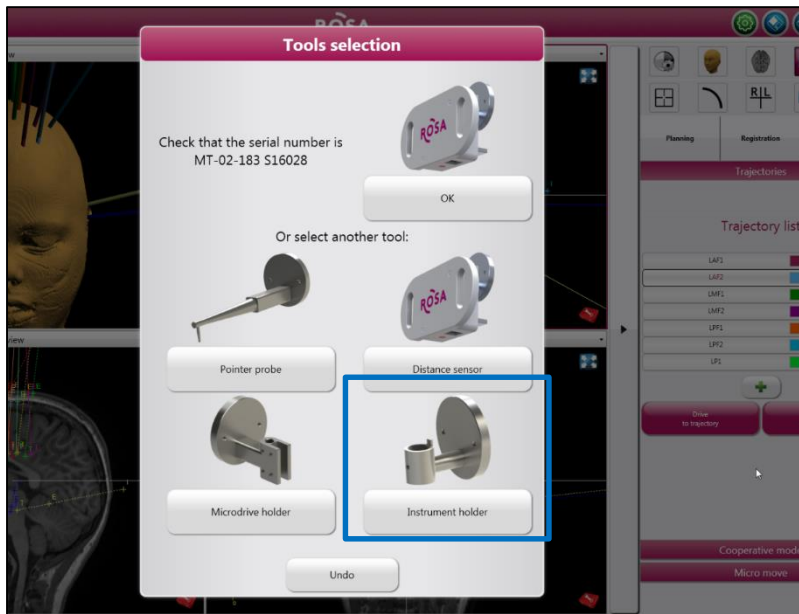 ROSA
Tools selection
Check that the serial number is
MT-02-183 S16028
ROSA
OK
Or select another tool:
ROSA
Pointer probe
Distance sensor
Microdrive holder
Instrument holder
Undo
R|L
Planning
Registration
Trajectories
Trajectory list
LAF1
LAF2
LMF1
LMF2
LPF1
LPF2
LP1
Drive
to trajectory
Cooperative mode
Micro move